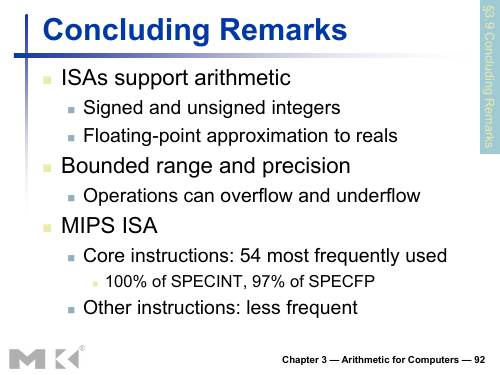 Concluding Remarks
§3.9 Concluding Remarks
ISAs support arithmetic
Signed and unsigned integers
Floating-point approximation to reals
Bounded range and precision
Operations can overflow and underflow
MIPS ISA
Core instructions: 54 most frequently used
100% of SPECINT, 97% of SPECFP
Other instructions: less frequent
MK®
Chapter 3 — Arithmetic for Computers — 92